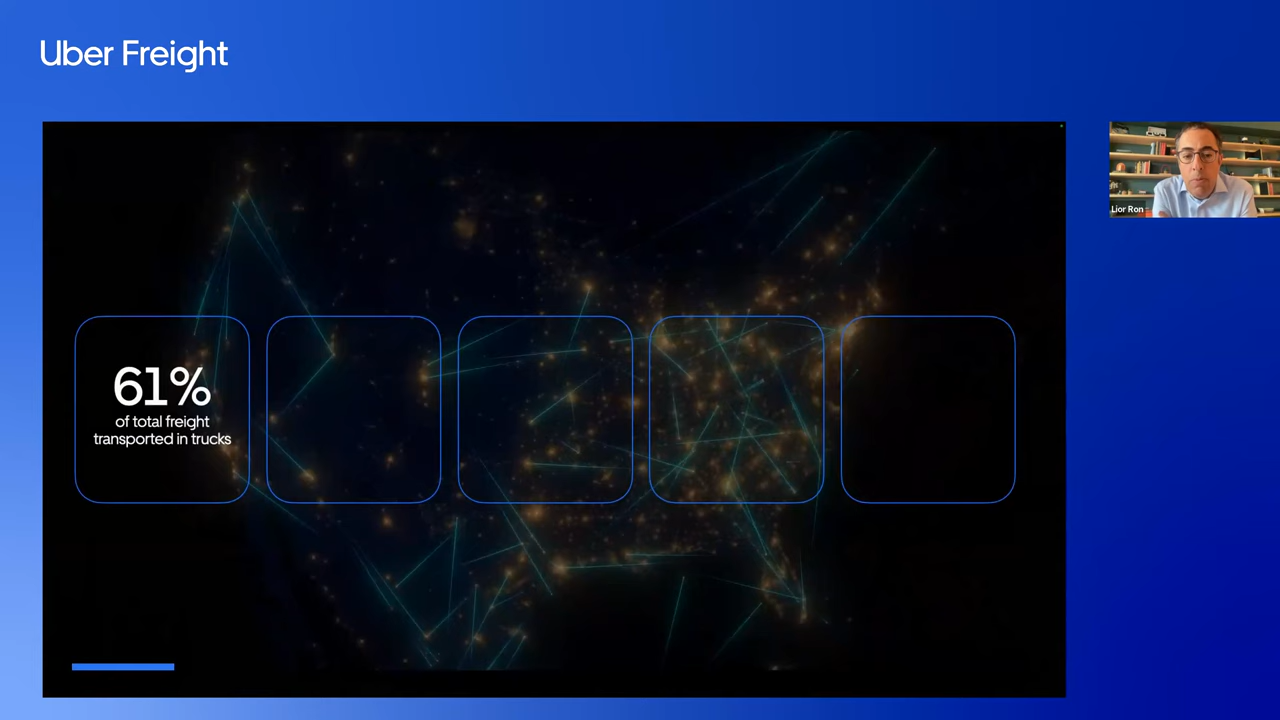 Uber Freight
Lior Ron
61%
of total freight
transported in trucks